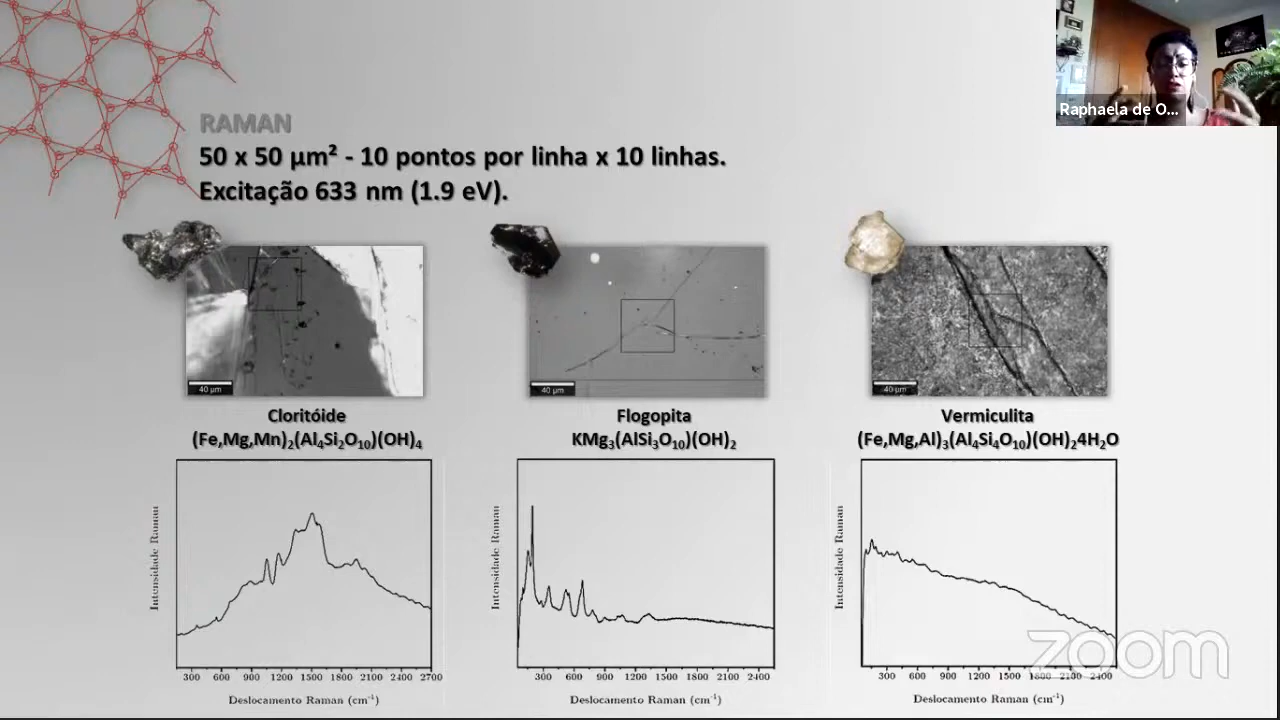 Raphaela de O...
RAMAN
50 x 50 µm² - 10 pontos por linha x 10 linhas.
Excitação 633 nm (1.9 eV).
40 µm
40 µm
40 µm
Cloritóide
(Fe,Mg,Mn)₂(Al₄Si₂O₁₀)(OH)₄
Flogopita
KMg₃(AlSi₃O₁₀)(OH)₂
Vermiculita
(Fe,Mg,Al)₃(Al₄Si₄O₁₀)(OH)₂4H₂O
Intensidade Raman
300 600 900 1200 1500 1800 2100 2400 2700
Deslocamento Raman (cm⁻¹)
Intensidade Raman
300 600 900 1200 1500 1800 2100 2400
Deslocamento Raman (cm⁻¹)
Intensidade Raman
300 600 900 1200 1500 1800 2100 2400
Deslocamento Raman (cm⁻¹)
zoom